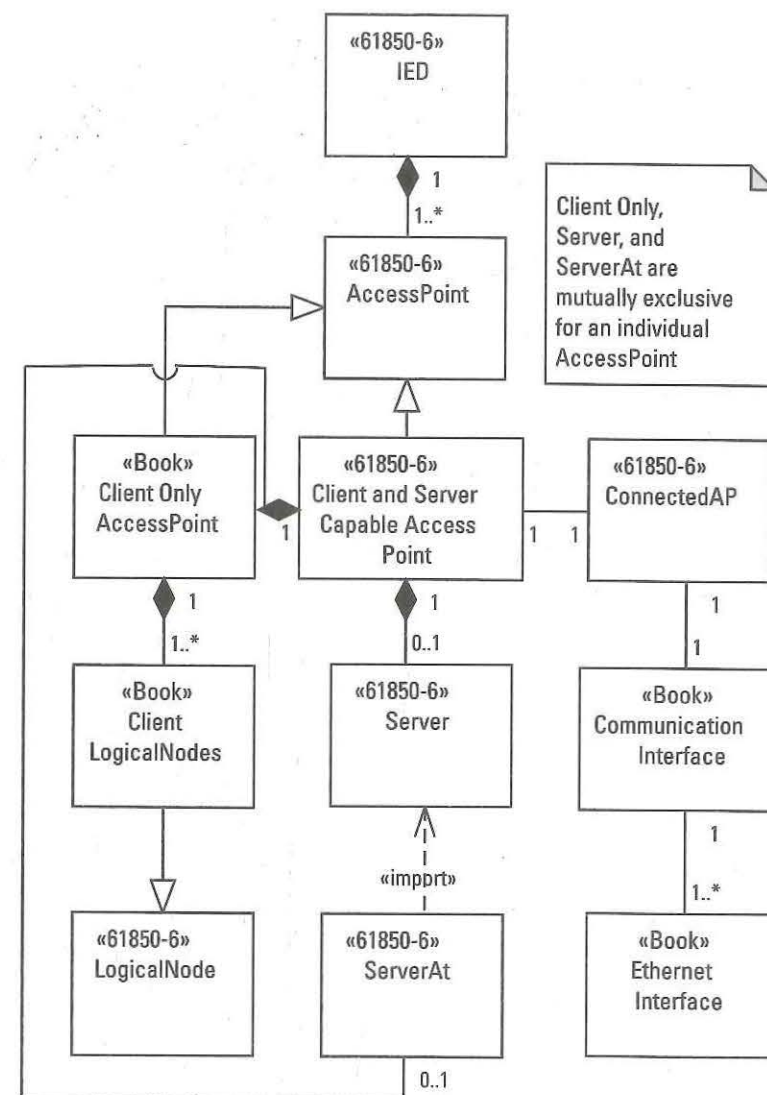 «61850-6»
IED
1
1..*
«61850-6»
AccessPoint
Client Only,
Server, and
ServerAt are
mutually exclusive
for an individual
AccessPoint
«Book»
Client Only
AccessPoint
1
«61850-6»
Client and Server
Capable Access
Point
1
1
«61850-6»
ConnectedAP
1
1..*
1
0..1
1
1
«Book»
Client
LogicalNodes
«61850-6»
Server
«Book»
Communication
Interface
1
1..*
«import»
«61850-6»
LogicalNode
«61850-6»
ServerAt
0..1
«Book»
Ethernet
Interface